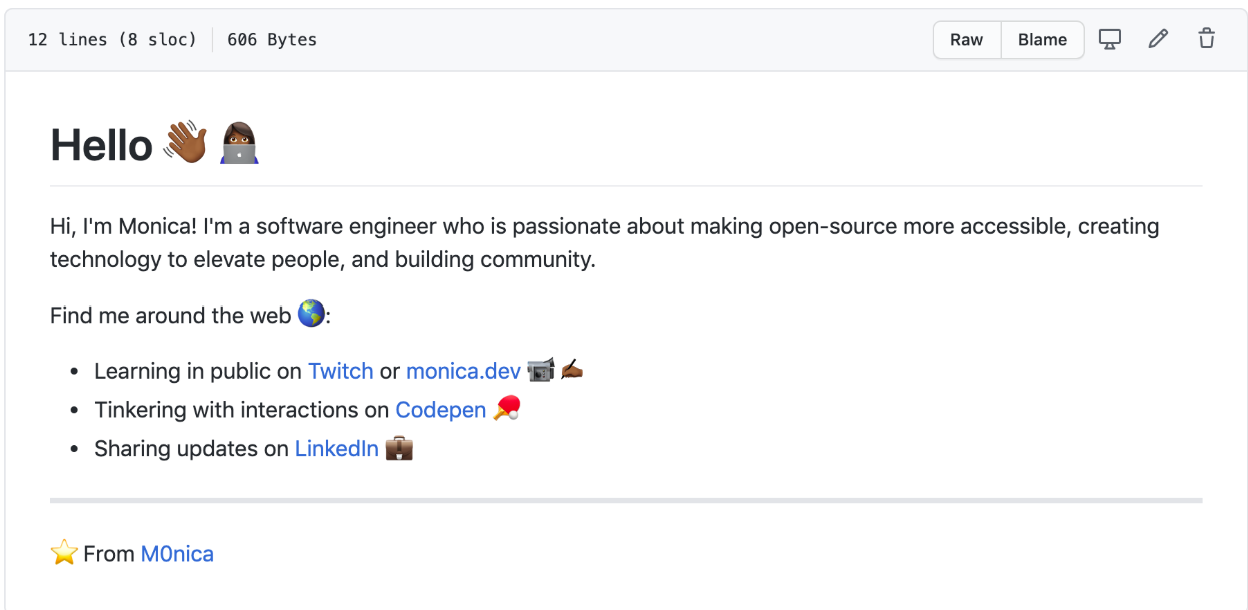 12 lines (8 sloc) 606 Bytes Raw Blame
Hello 👋🏾 👩🏾‍💻
Hi, I'm Monica! I'm a software engineer who is passionate about making open-source more accessible, creating
technology to elevate people, and building community.
Find me around the web 🌎:
• Learning in public on Twitch or monica.dev 📹 ✍🏾
• Tinkering with interactions on Codepen 🏓
• Sharing updates on LinkedIn 💼
⭐️ From M0nica